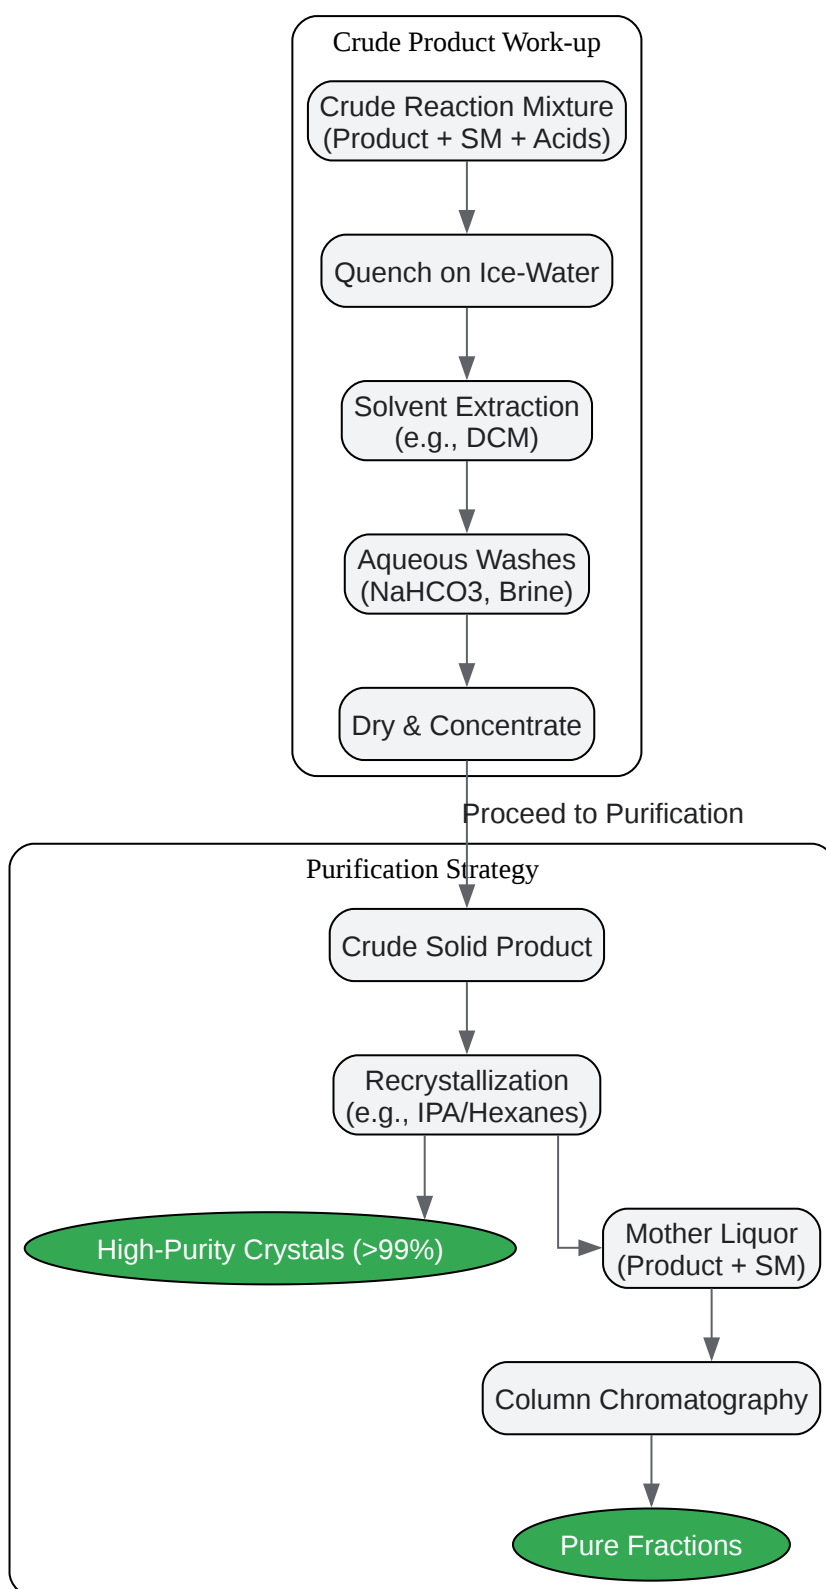 Crude Product Work-up
Crude Reaction Mixture
(Product + SM + Acids)
Quench on Ice-Water
Solvent Extraction
(e.g., DCM)
Aqueous Washes
(NaHCO3, Brine)
Dry & Concentrate
Proceed to Purification
Purification Strategy
Crude Solid Product
Recrystallization
(e.g., IPA/Hexanes)
High-Purity Crystals (>99%)
Mother Liquor
(Product + SM)
Column Chromatography
Pure Fractions